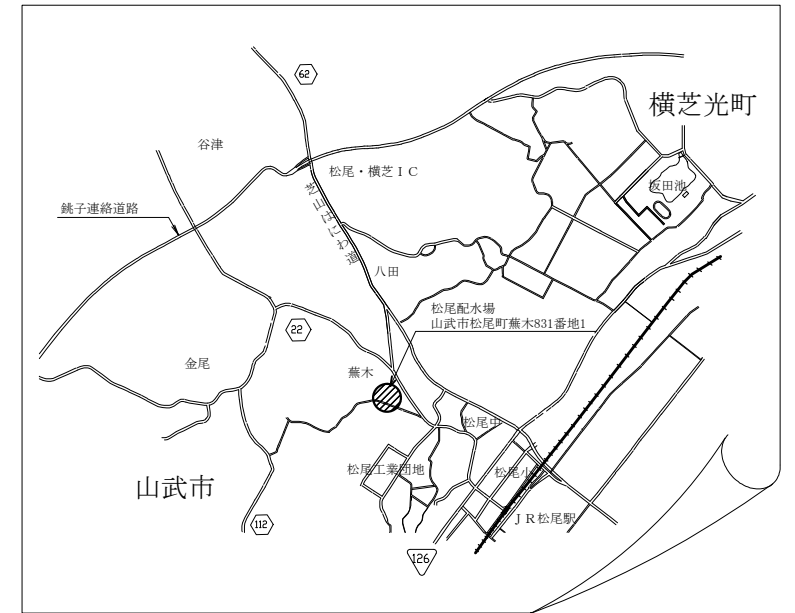 62
横芝光町
谷津
松尾・横芝ＩＣ
坂田池
芝山はにわ道
銚子連絡道路
八田
松尾配水場
山武市松尾町蕪木831番地1
22
金尾
蕪木
松尾中
松尾工業団地
松尾小
山武市
ＪＲ松尾駅
112
126